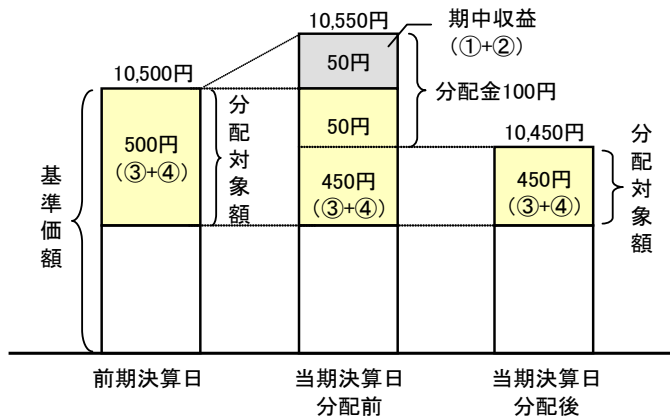 10,550円
期中収益
(①+②)
50円
10,500円
分配金100円
分配対象額
500円
(③+④)
50円
10,450円
分配対象額
基準価額
450円
(③+④)
450円
(③+④)
前期決算日
当期決算日
分配前
当期決算日
分配後